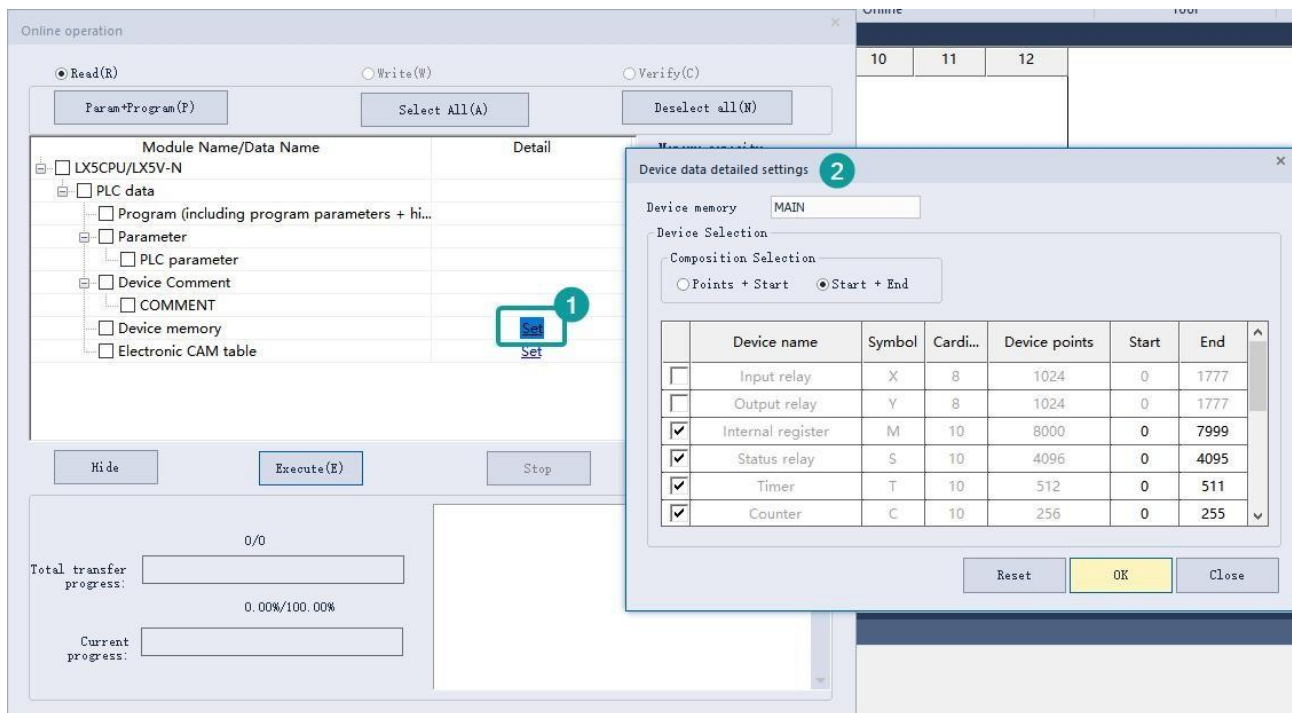 Online operation
Online
Tool
Read(R) Write(W) Verify(C)
Param+Program(P) Select All(A) Deselect all(N)
10 11 12
Module Name/Data Name Detail
LX5CPU/LX5V-N
PLC data
Program (including program parameters + hi...
Parameter
PLC parameter
Device Comment
COMMENT
1
Device memory Set
Electronic CAM table Set
Hide Execute(E) Stop
0/0
Total transfer
progress:
0.00%/100.00%
Current
progress:
Device data detailed settings 2
Device memory MAIN
Device Selection
Composition Selection
Points + Start Start + End
Device name Symbol Cardi... Device points Start End
Input relay X 8 1024 0 1777
Output relay Y 8 1024 0 1777
Internal register M 10 8000 0 7999
Status relay S 10 4096 0 4095
Timer T 10 512 0 511
Counter C 10 256 0 255
Reset OK Close